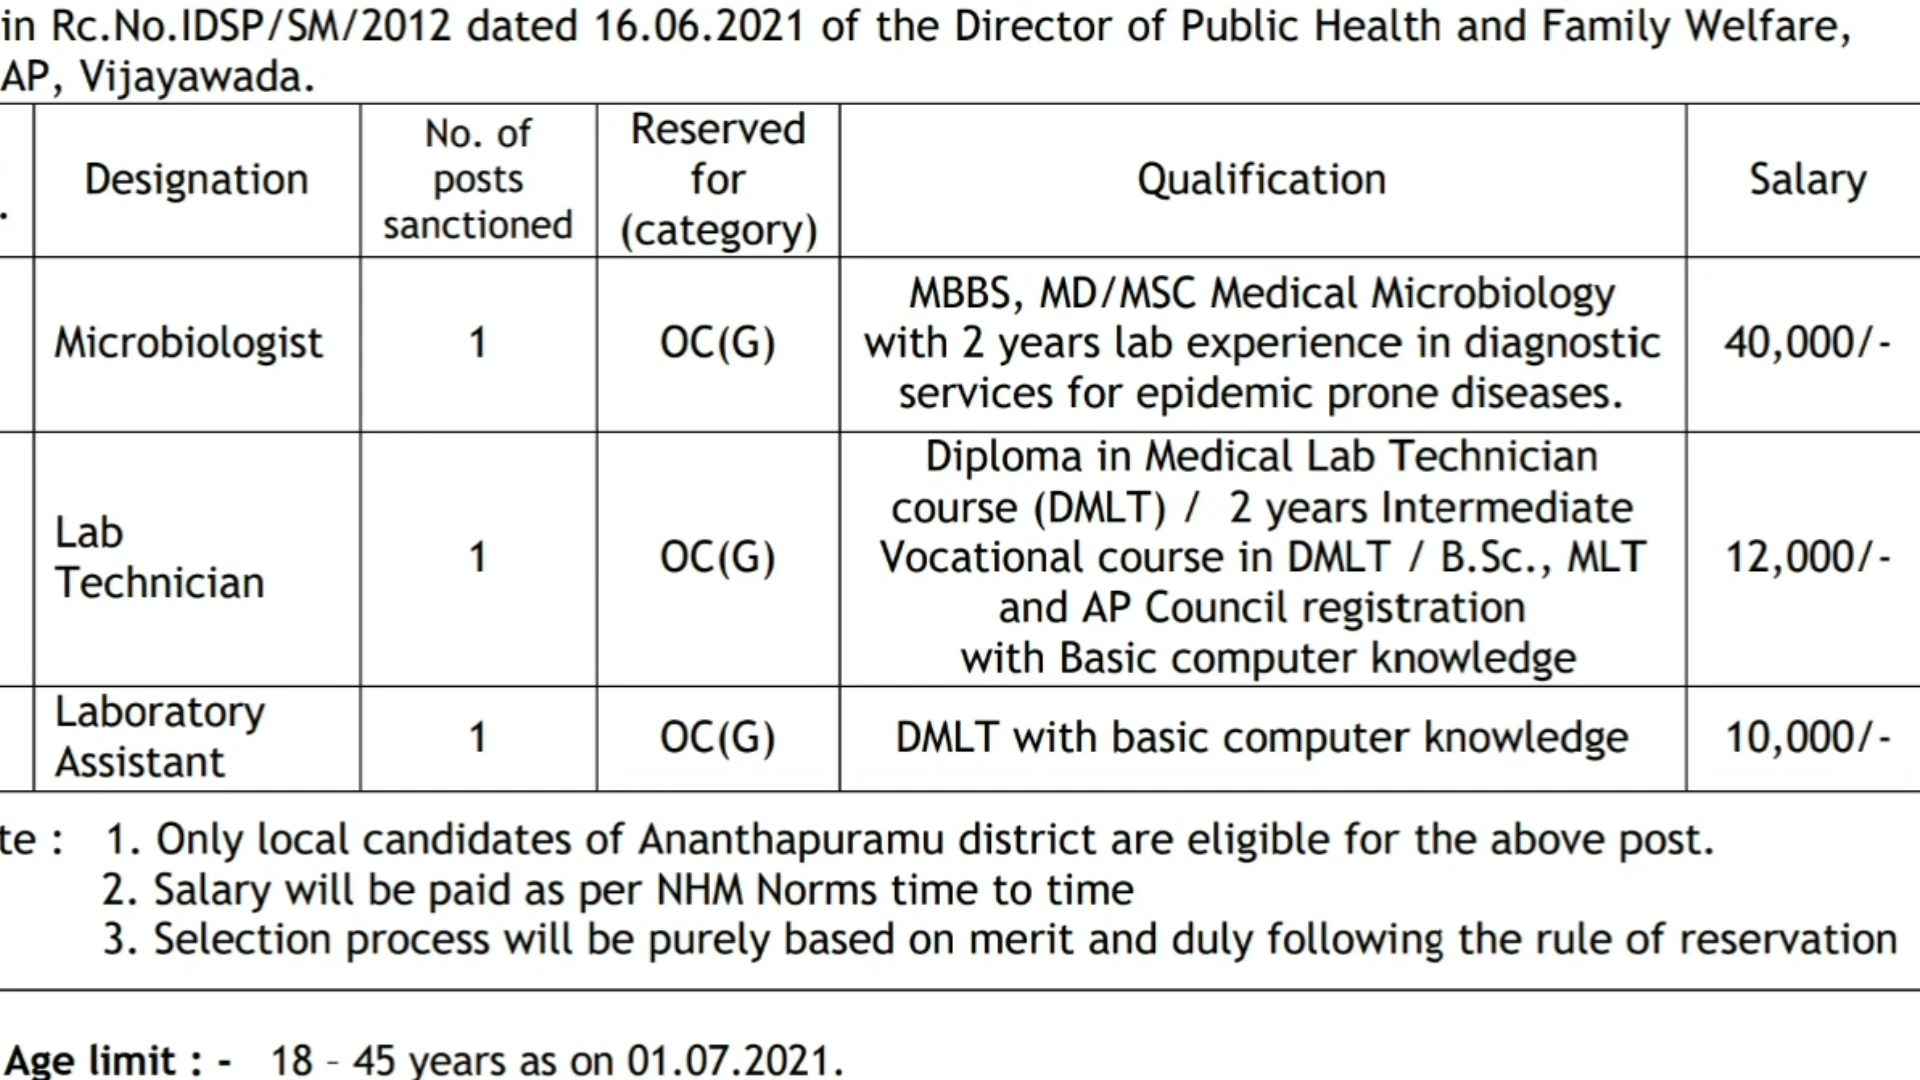 in Rc.No.IDSP/SM/2012 dated 16.06.2021 of the Director of Public Health and Family Welfare,
AP, Vijayawada.
.
Designation
No. of
posts
sanctioned
Reserved
for
(category)
Qualification
Salary
Microbiologist
1
OC(G)
MBBS, MD/MSC Medical Microbiology
with 2 years lab experience in diagnostic
services for epidemic prone diseases.
40,000/-
Lab
Technician
1
OC(G)
Diploma in Medical Lab Technician
course (DMLT) / 2 years Intermediate
Vocational course in DMLT / B.Sc., MLT
and AP Council registration
with Basic computer knowledge
12,000/-
Laboratory
Assistant
1
OC(G)
DMLT with basic computer knowledge
10,000/-
te : 1. Only local candidates of Ananthapuramu district are eligible for the above post.
2. Salary will be paid as per NHM Norms time to time
3. Selection process will be purely based on merit and duly following the rule of reservation
Age limit : - 18 - 45 years as on 01.07.2021.